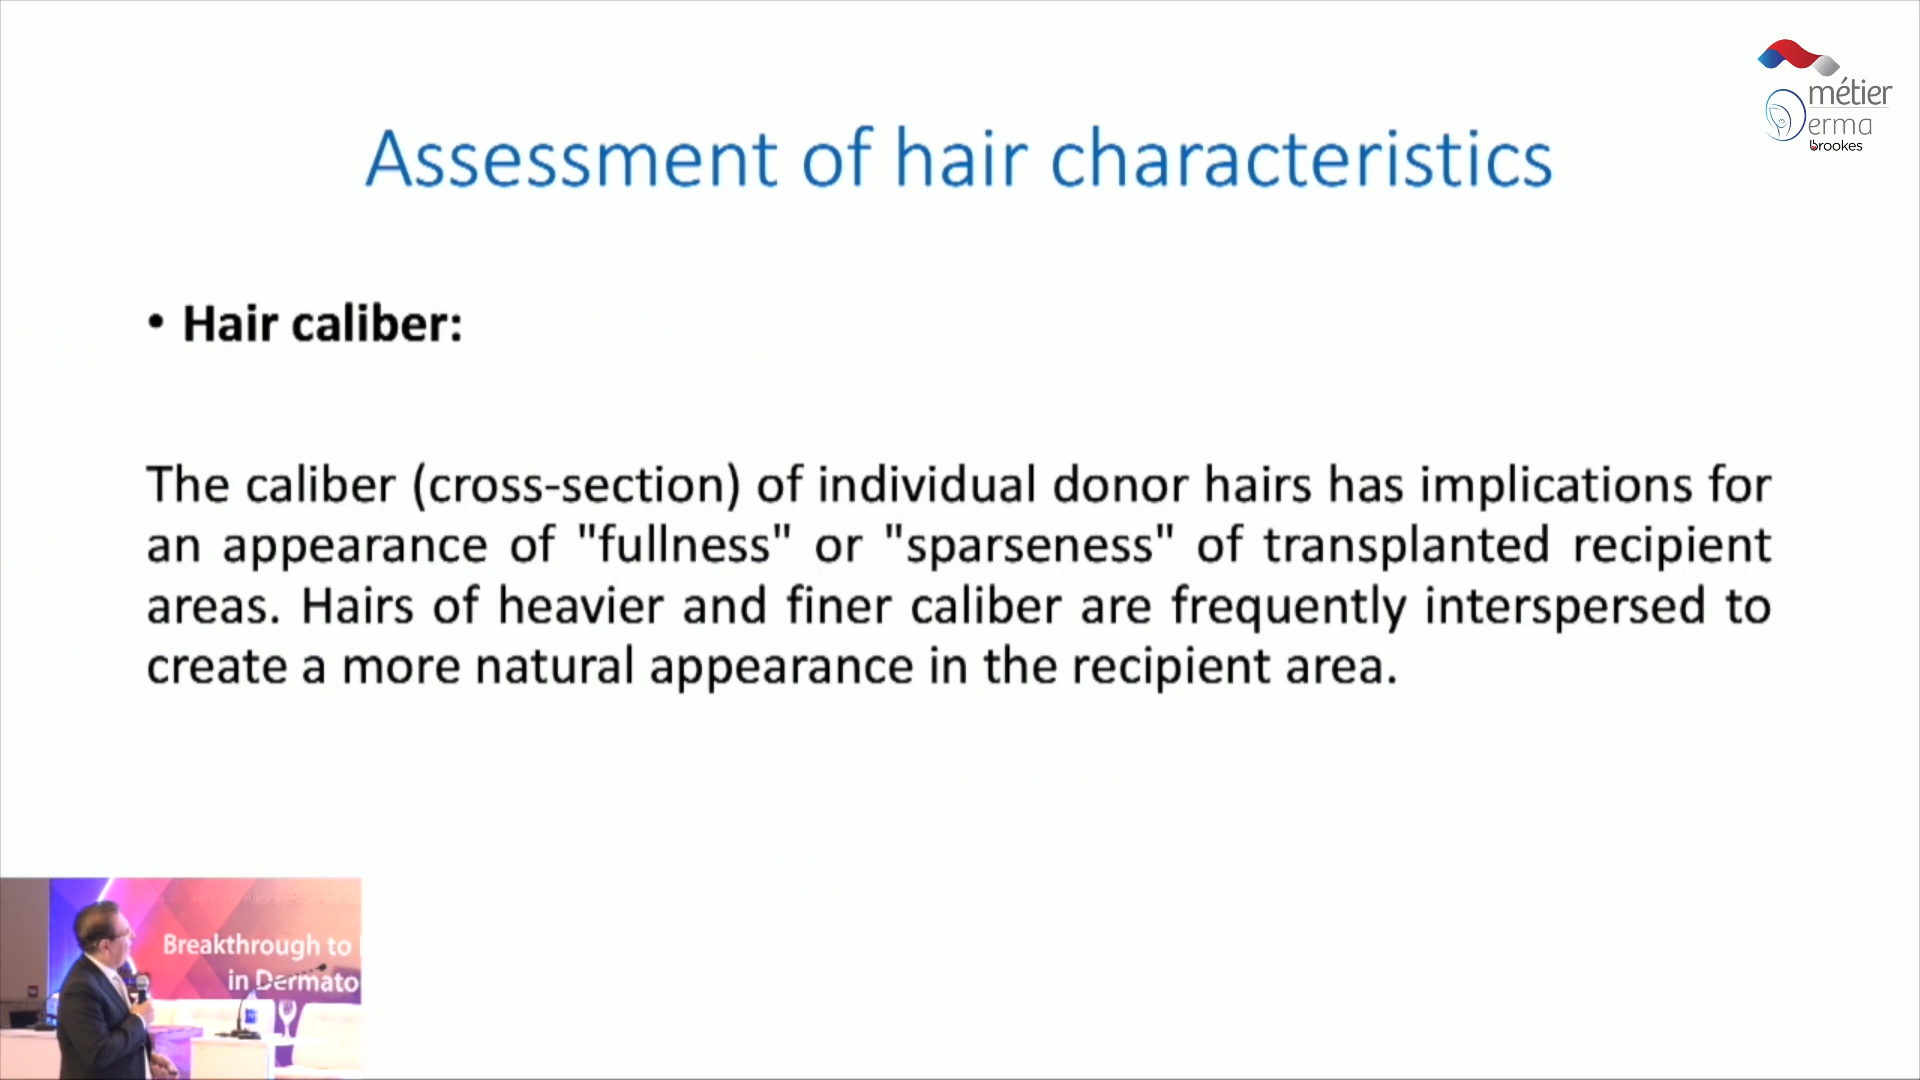 métier
Derma
brookes
Assessment of hair characteristics
• Hair caliber:
The caliber (cross-section) of individual donor hairs has implications for
an appearance of "fullness" or "sparseness" of transplanted recipient
areas. Hairs of heavier and finer caliber are frequently interspersed to
create a more natural appearance in the recipient area.
Breakthrough to
in Dermato